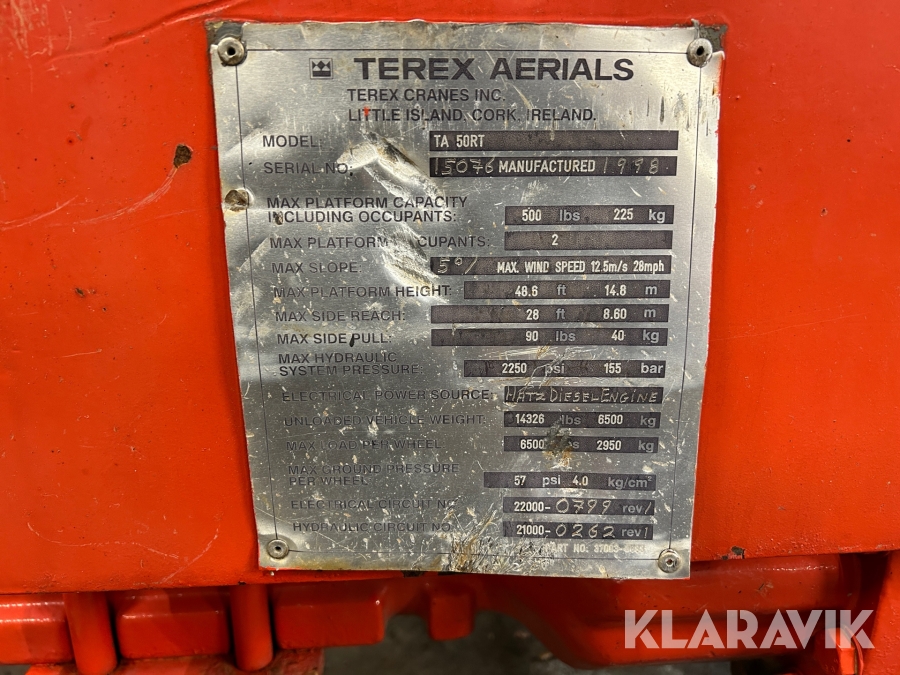 TEREX AERIALS
TEREX CRANES INC.
LITTLE ISLAND, CORK, IRELAND.
MODEL: TA 50RT
SERIAL NO: 15076 MANUFACTURED 1998
MAX PLATFORM CAPACITY
INCLUDING OCCUPANTS: 500 lbs 225 kg
MAX PLATFORM CUPANTS: 2
MAX SLOPE: 5°/ MAX. WIND SPEED 12.5m/s 28mph
MAX PLATFORM HEIGHT: 48.6 ft 14.8 m
MAX SIDE REACH: 28 ft 8.60 m
MAX SIDE PULL: 90 lbs 40 kg
MAX HYDRAULIC
SYSTEM PRESSURE: 2250 psi 155 bar
ELECTRICAL POWER SOURCE: HATZ DIESEL ENGINE
UNLOADED VEHICLE WEIGHT: 14326 lbs 6500 kg
MAX LOAD PER WHEEL 6500 lbs 2950 kg
MAX GROUND PRESSURE
PER WHEEL: 57 psi 4.0 kg/cm²
ELECTRICAL CIRCUIT No. 22000-0799 rev/
HYDRAULIC CIRCUIT NO. 21000-0262 rev1
PART NO.
KLARAVIK